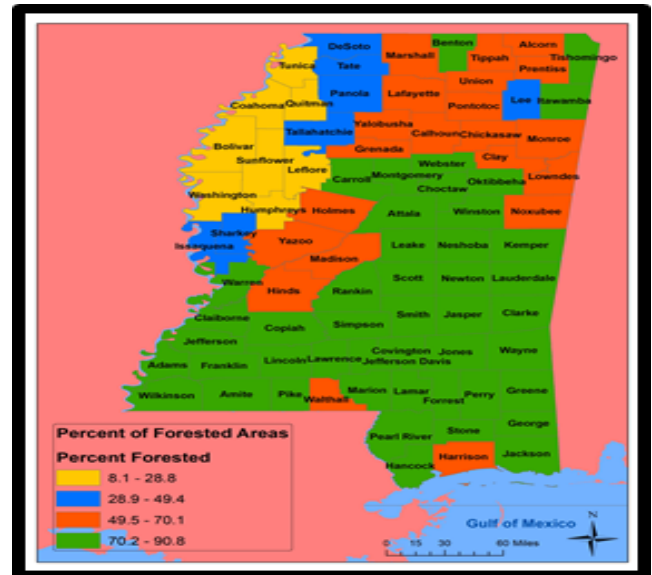 DeSoto
Benton
Alcorn
Marshall
Tippah
Tishomingo
Tunica
Tate
Prentiss
Union
Panola
Lafayette
Lee
Itawamba
Coahoma
Quitman
Pontotoc
Yalobusha
Tallahatchie
Calhoun
Chickasaw
Monroe
Bolivar
Grenada
Sunflower
Clay
Leflore
Webster
Carroll
Montgomery
Oktibbeha
Lowndes
Choctaw
Washington
Humphreys
Holmes
Attala
Winston
Noxubee
Sharkey
Issaquena
Yazoo
Leake
Neshoba
Kemper
Madison
Warren
Scott
Newton
Lauderdale
Hinds
Rankin
Claiborne
Copiah
Simpson
Smith
Jasper
Clarke
Jefferson
Covington
Jones
Wayne
Adams
Franklin
Lincoln
Lawrence
Jefferson Davis
Wilkinson
Amite
Pike
Walthall
Marion
Lamar
Forrest
Perry
Greene
Pearl River
Stone
George
Hancock
Harrison
Jackson
Percent of Forested Areas
Percent Forested
8.1 - 28.8
28.9 - 49.4
49.5 - 70.1
70.2 - 90.8
Gulf of Mexico
N
0 15 30 60 Miles